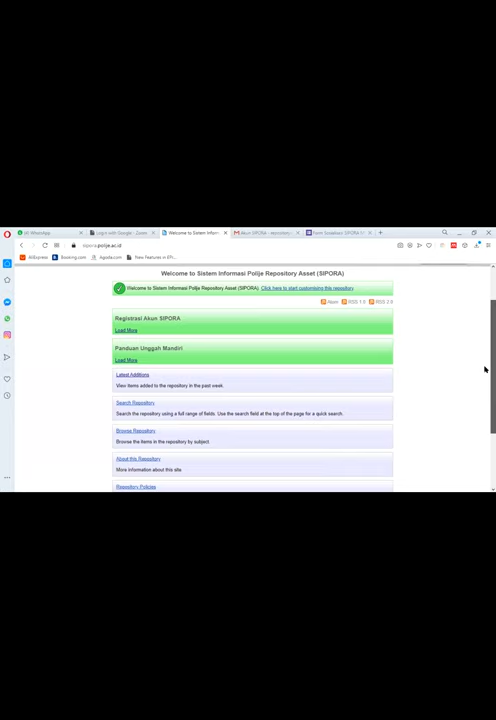 WhatsApp
Login with Google - Zones
Welcome to Sistem Inform
Akun SIPORA - repository
Form Sosialisasi SIPORA
sipora.polije.ac.id
AliExpress Booking.com Agoda.com New Features in
Welcome to Sistem Informasi Polije Repository Asset (SIPORA)
Welcome to Sistem Informasi Polije Repository Asset (SIPORA). Click here to start customising this repository.
Atom RSS 1.0 RSS 2.0
Registrasi Akun SIPORA
Load More
Panduan Unggah Mandiri
Load More
Latest Additions
View items added to the repository in the past week.
Search Repository
Search the repository using a full range of fields. Use the search field at the top of the page for a quick search.
Browse Repository
Browse the items in the repository by subject.
About this Repository
More information about this site.
Repository Policies